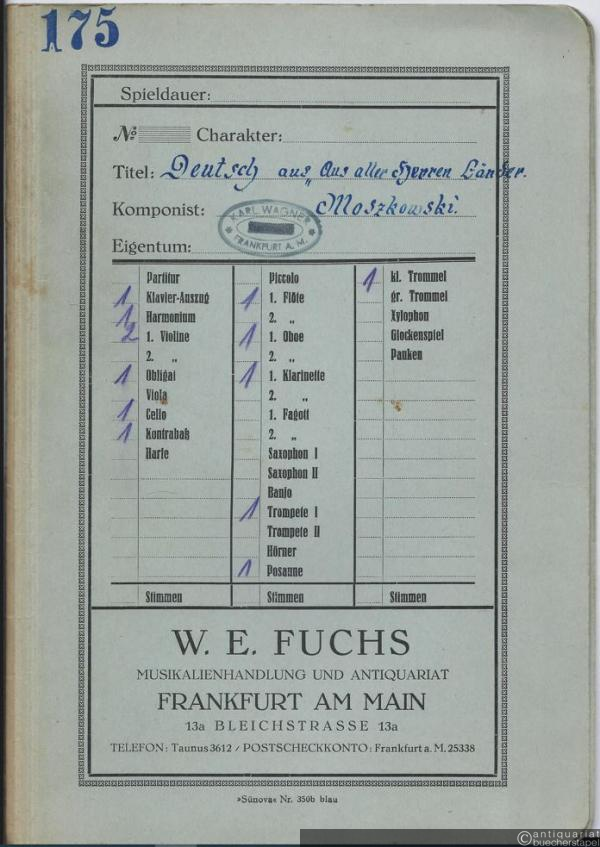 175
Spieldauer:
№ Charakter:
Titel: Deutsch aus „Aus aller Herren Länder.
Komponist: Moszkowski.
KARL WAGNER
* FRANKFURT A. M. *
Eigentum:
Partitur
1 Klavier-Auszug
1 Harmonium
2 1. Violine
2. „
1 Obligat
Viola
1 Cello
1 Kontrabaß
Harfe
Stimmen
Piccolo
1 1. Flöte
2. „
1 1. Oboe
2. „
1 1. Klarinette
2. „
1. Fagott
2. „
Saxophon I
Saxophon II
Banjo
1 Trompete I
Trompete II
Hörner
1 Posaune
Stimmen
1 kl. Trommel
gr. Trommel
Xylophon
Glockenspiel
Pauken
Stimmen
W. E. FUCHS
MUSIKALIENHANDLUNG UND ANTIQUARIAT
FRANKFURT AM MAIN
13a BLEICHSTRASSE 13a
TELEFON: Taunus 3612 / POSTSCHECKKONTO: Frankfurt a. M. 25338
»Sünova« Nr. 350b blau
antiquariat
buecherstapel